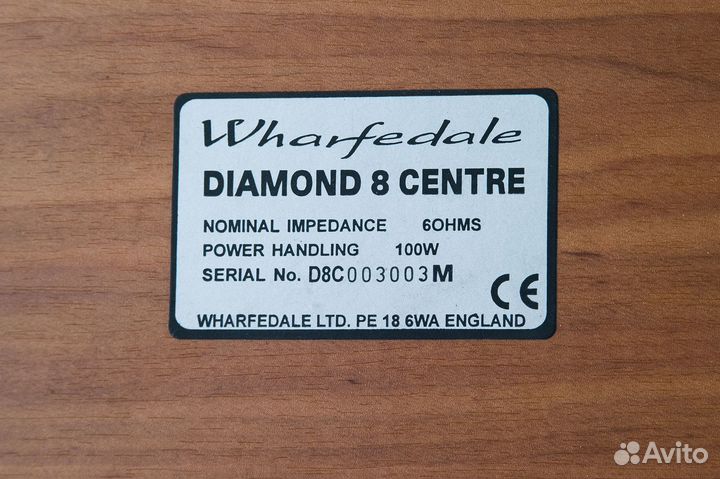 Wharfedale
DIAMOND 8 CENTRE
NOMINAL IMPEDANCE 6OHMS
POWER HANDLING 100W
SERIAL No. D8C003003M
CE
WHARFEDALE LTD. PE 18 6WA ENGLAND
Avito